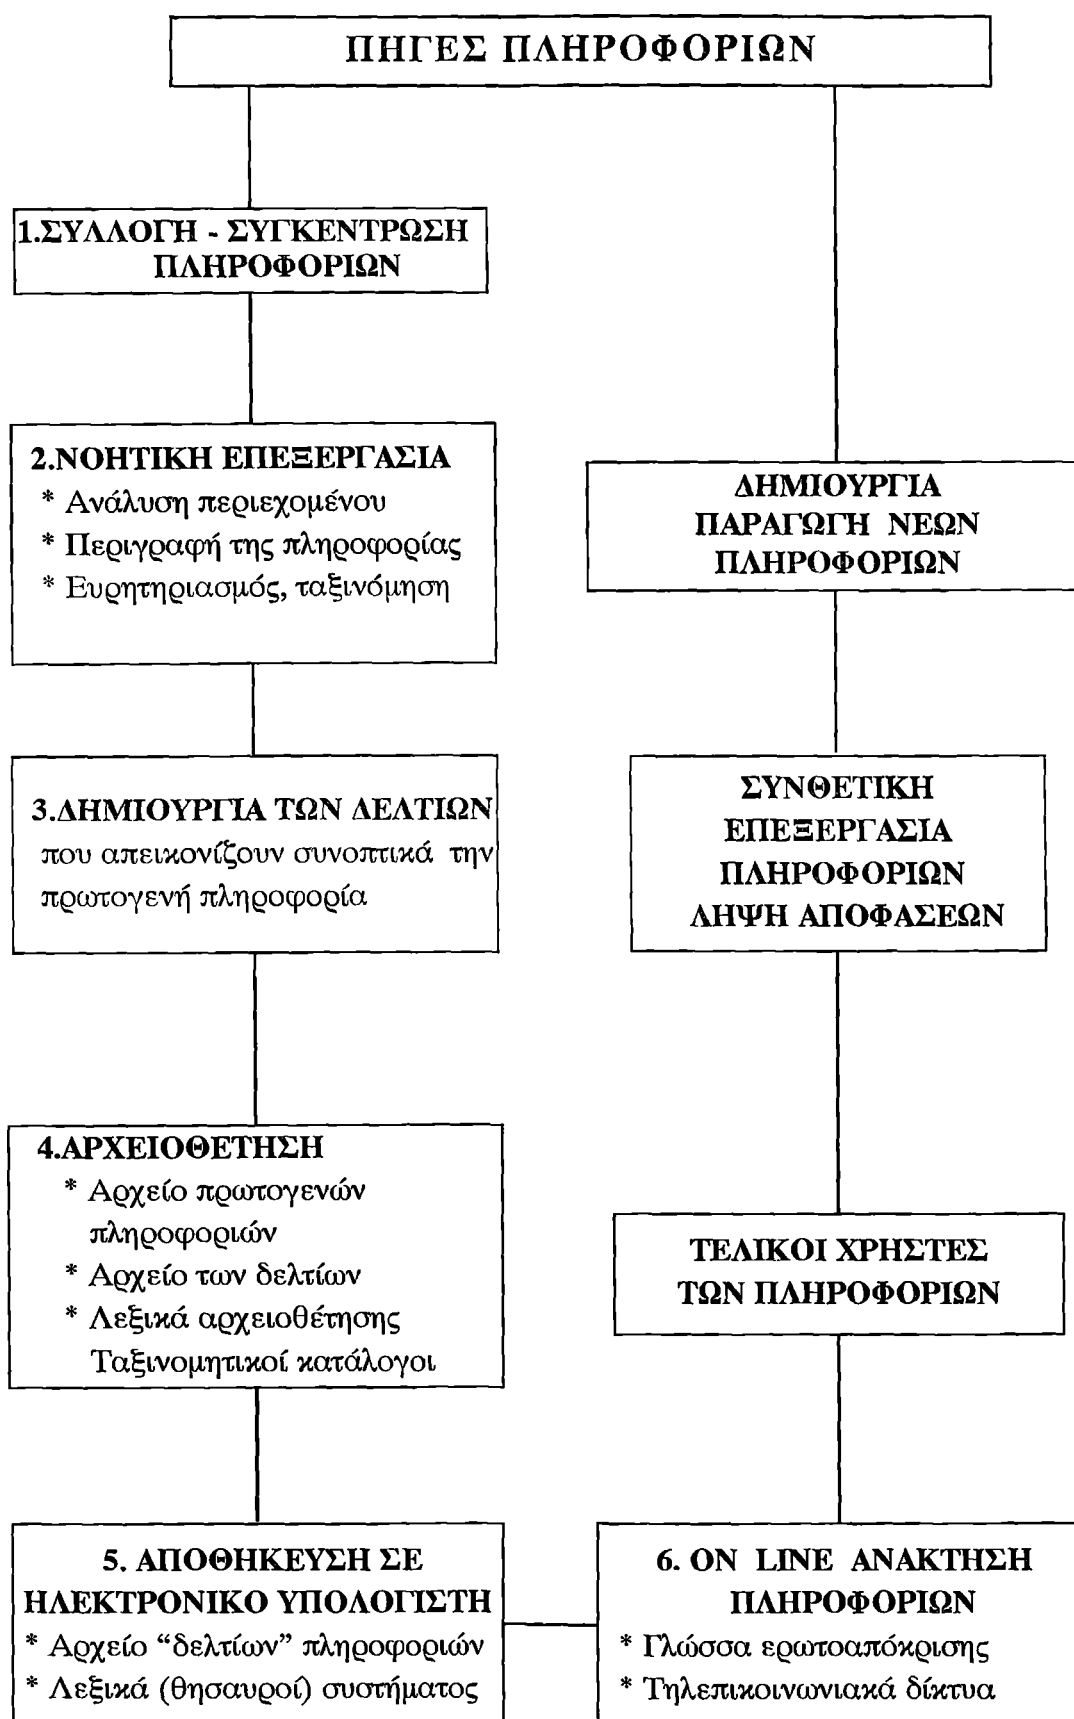 ΠΗΓΕΣ ΠΛΗΡΟΦΟΡΙΩΝ
1.ΣΥΛΛΟΓΗ - ΣΥΓΚΕΝΤΡΩΣΗ
ΠΛΗΡΟΦΟΡΙΩΝ
2.ΝΟΗΤΙΚΗ ΕΠΕΞΕΡΓΑΣΙΑ
* Ανάλυση περιεχομένου
* Περιγραφή της πληροφορίας
* Ευρητηριασμός, ταξινόμηση
3.ΔΗΜΙΟΥΡΓΙΑ ΤΩΝ ΔΕΛΤΙΩΝ
που απεικονίζουν συνοπτικά την
πρωτογενή πληροφορία
4.ΑΡΧΕΙΟΘΕΤΗΣΗ
* Αρχείο πρωτογενών
πληροφοριών
* Αρχείο των δελτίων
* Λεξικά αρχειοθέτησης
Ταξινομητικοί κατάλογοι
5. ΑΠΟΘΗΚΕΥΣΗ ΣΕ
ΗΛΕΚΤΡΟΝΙΚΟ ΥΠΟΛΟΓΙΣΤΗ
* Αρχείο “δελτίων” πληροφοριών
* Λεξικά (θησαυροί) συστήματος
6. ON LINE ΑΝΑΚΤΗΣΗ
ΠΛΗΡΟΦΟΡΙΩΝ
* Γλώσσα ερωτοαπόκρισης
* Τηλεπικοινωνιακά δίκτυα
ΤΕΛΙΚΟΙ ΧΡΗΣΤΕΣ
ΤΩΝ ΠΛΗΡΟΦΟΡΙΩΝ
ΣΥΝΘΕΤΙΚΗ
ΕΠΕΞΕΡΓΑΣΙΑ
ΠΛΗΡΟΦΟΡΙΩΝ
ΛΗΨΗ ΑΠΟΦΑΣΕΩΝ
ΔΗΜΙΟΥΡΓΙΑ
ΠΑΡΑΓΩΓΗ ΝΕΩΝ
ΠΛΗΡΟΦΟΡΙΩΝ